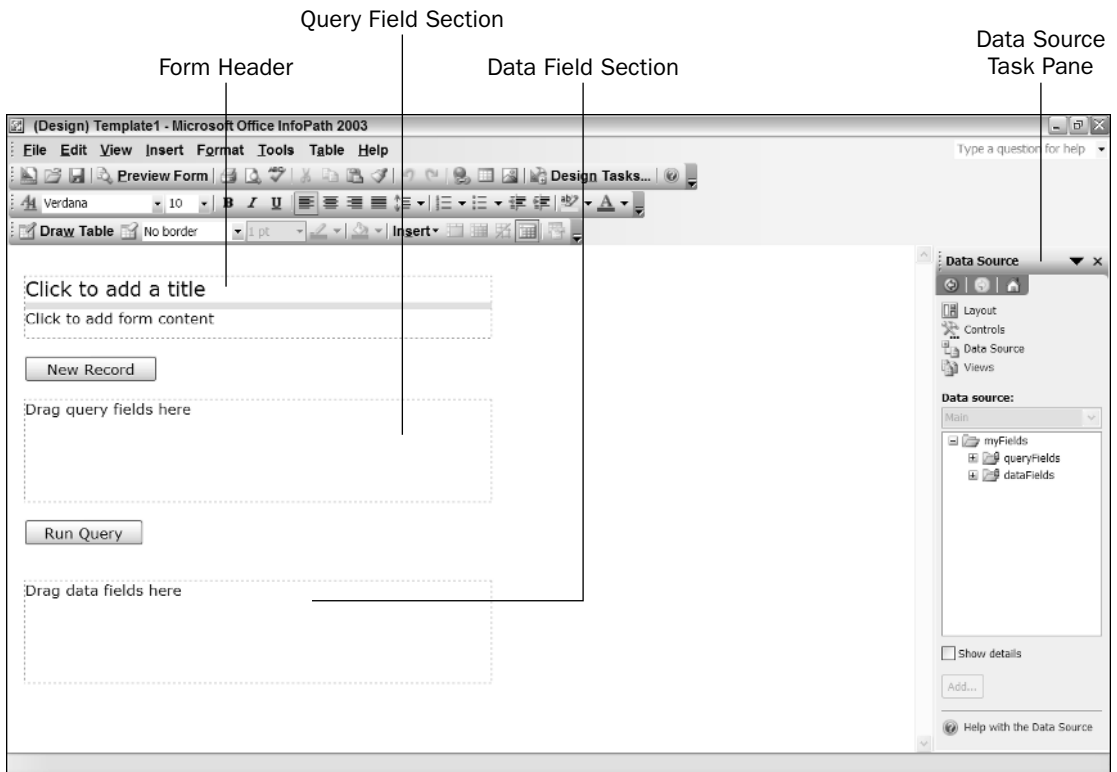 Query Field Section
Data Source
Task Pane
Form Header
Data Field Section
(Design) Template1 - Microsoft Office InfoPath 2003
File Edit View Insert Format Tools Table Help
Type a question for help
Preview Form
Design Tasks...
Verdana
10
B I U
Draw Table
No border
1 pt
Insert
Click to add a title
Click to add form content
New Record
Drag query fields here
Run Query
Drag data fields here
Data Source
Layout
Controls
Data Source
Views
Data source:
Main
myFields
queryFields
dataFields
Show details
Add...
Help with the Data Source